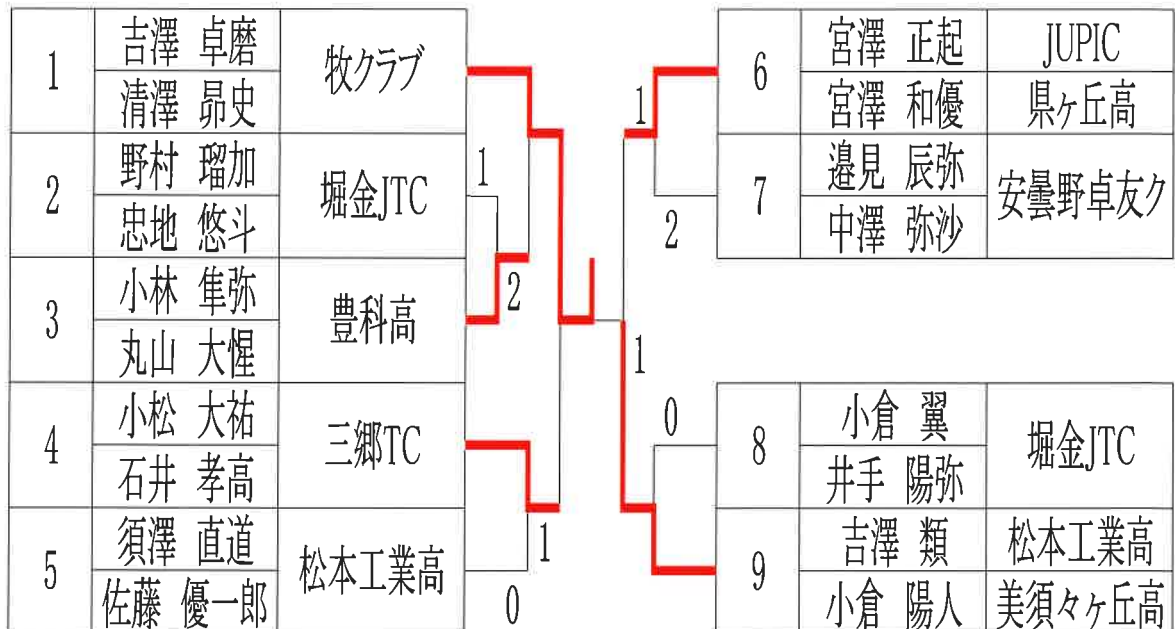 1 吉澤 卓磨 牧クラブ
清澤 昴史
2 野村 瑠加 堀金JTC
忠地 悠斗
3 小林 隼弥 豊科高
丸山 大惺
4 小松 大祐 三郷TC
石井 孝高
5 須澤 直道 松本工業高
佐藤 優一郎
1
2
1
0
1
2
1
0
6 宮澤 正起 JUPIC
宮澤 和優 県ヶ丘高
7 邉見 辰弥 安曇野卓友ク
中澤 弥沙
8 小倉 翼 堀金JTC
井手 陽弥
9 吉澤 類 松本工業高
小倉 陽人 美須々ヶ丘高